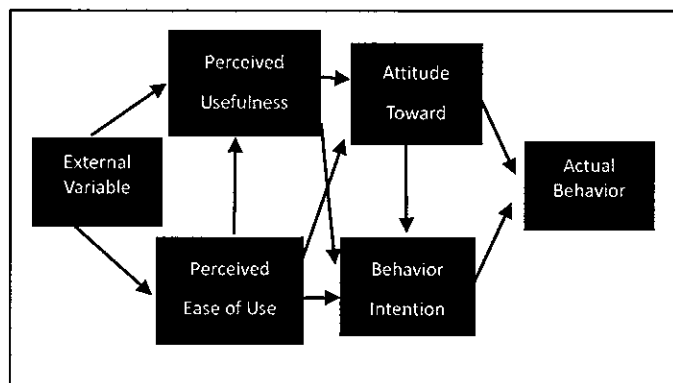 Perceived
Usefulness
Attitude
Toward
External
Variable
Actual
Behavior
Perceived
Ease of Use
Behavior
Intention